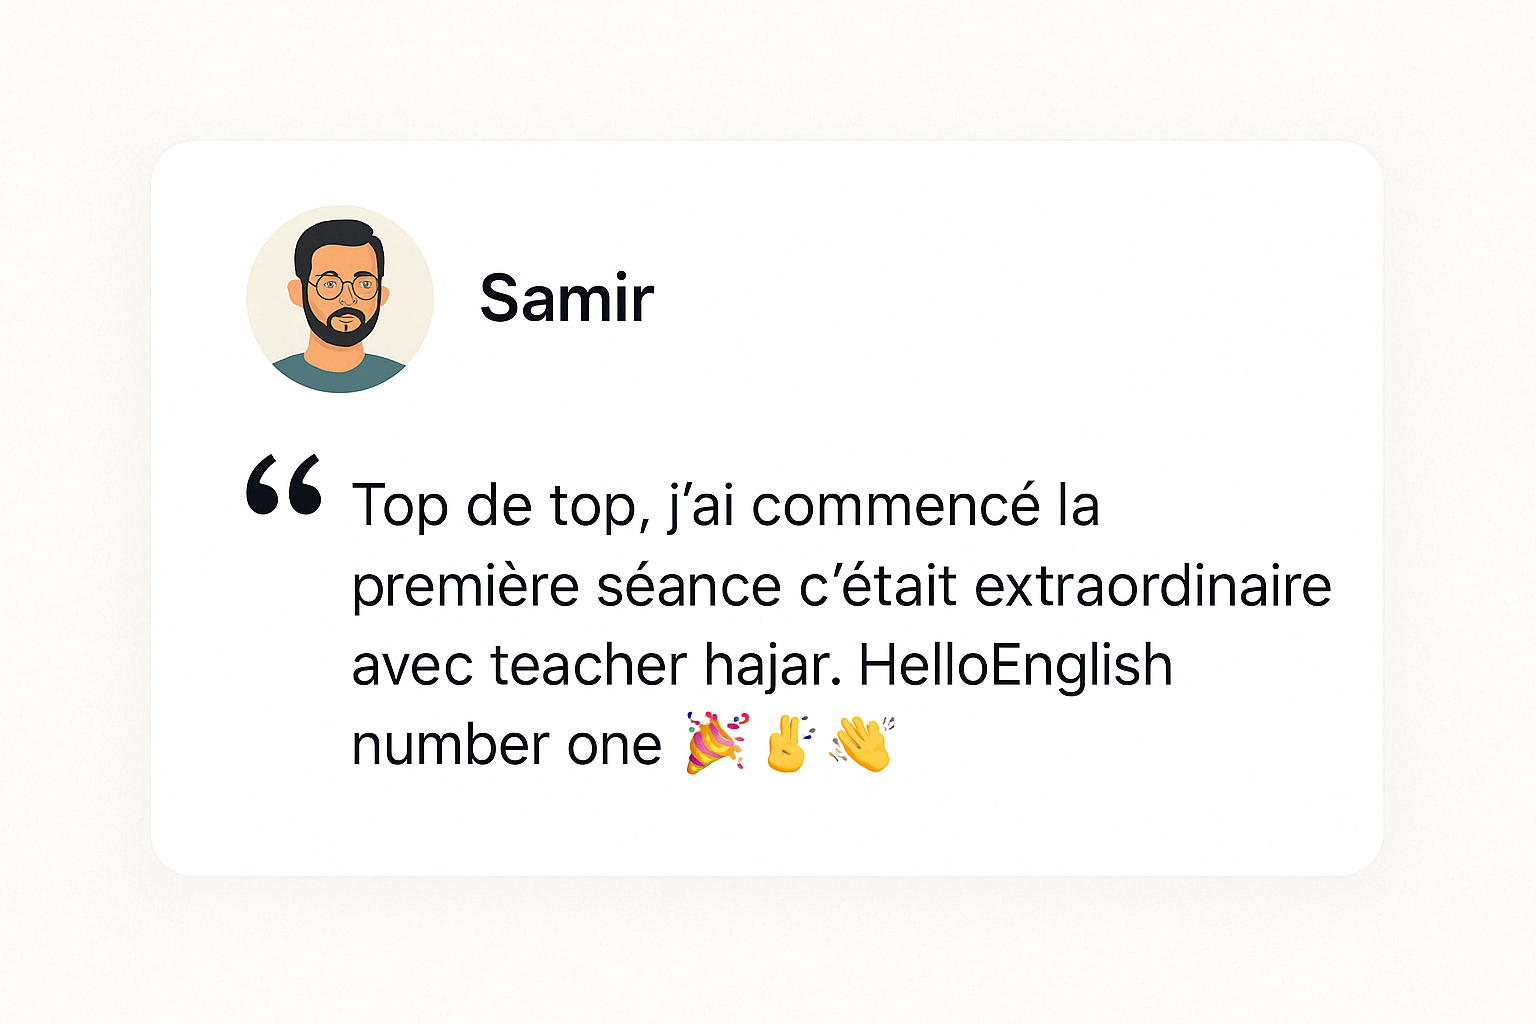 Samir
“ Top de top, j’ai commencé la
première séance c’était extraordinaire
avec teacher hajar. HelloEnglish
number one 🎉✌️👏